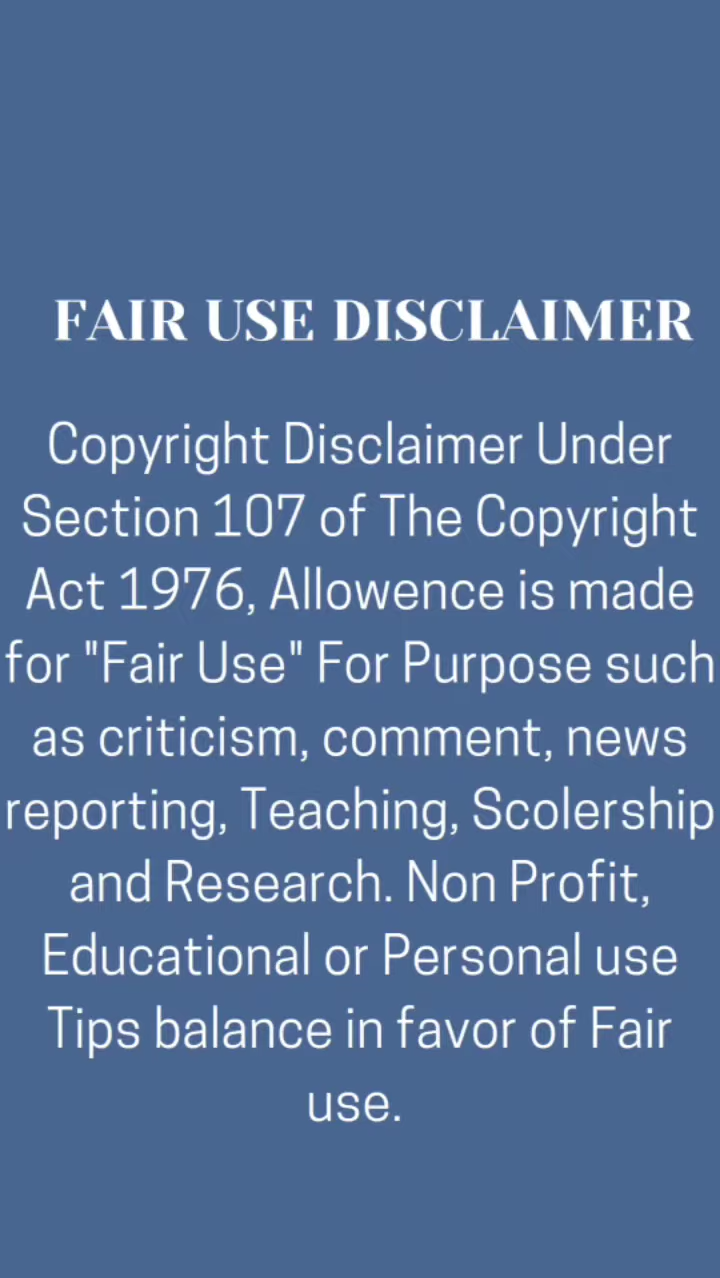 FAIR USE DISCLAIMER
Copyright Disclaimer Under
Section 107 of The Copyright
Act 1976, Allowence is made
for "Fair Use" For Purpose such
as criticism, comment, news
reporting, Teaching, Scolership
and Research. Non Profit,
Educational or Personal use
Tips balance in favor of Fair
use.